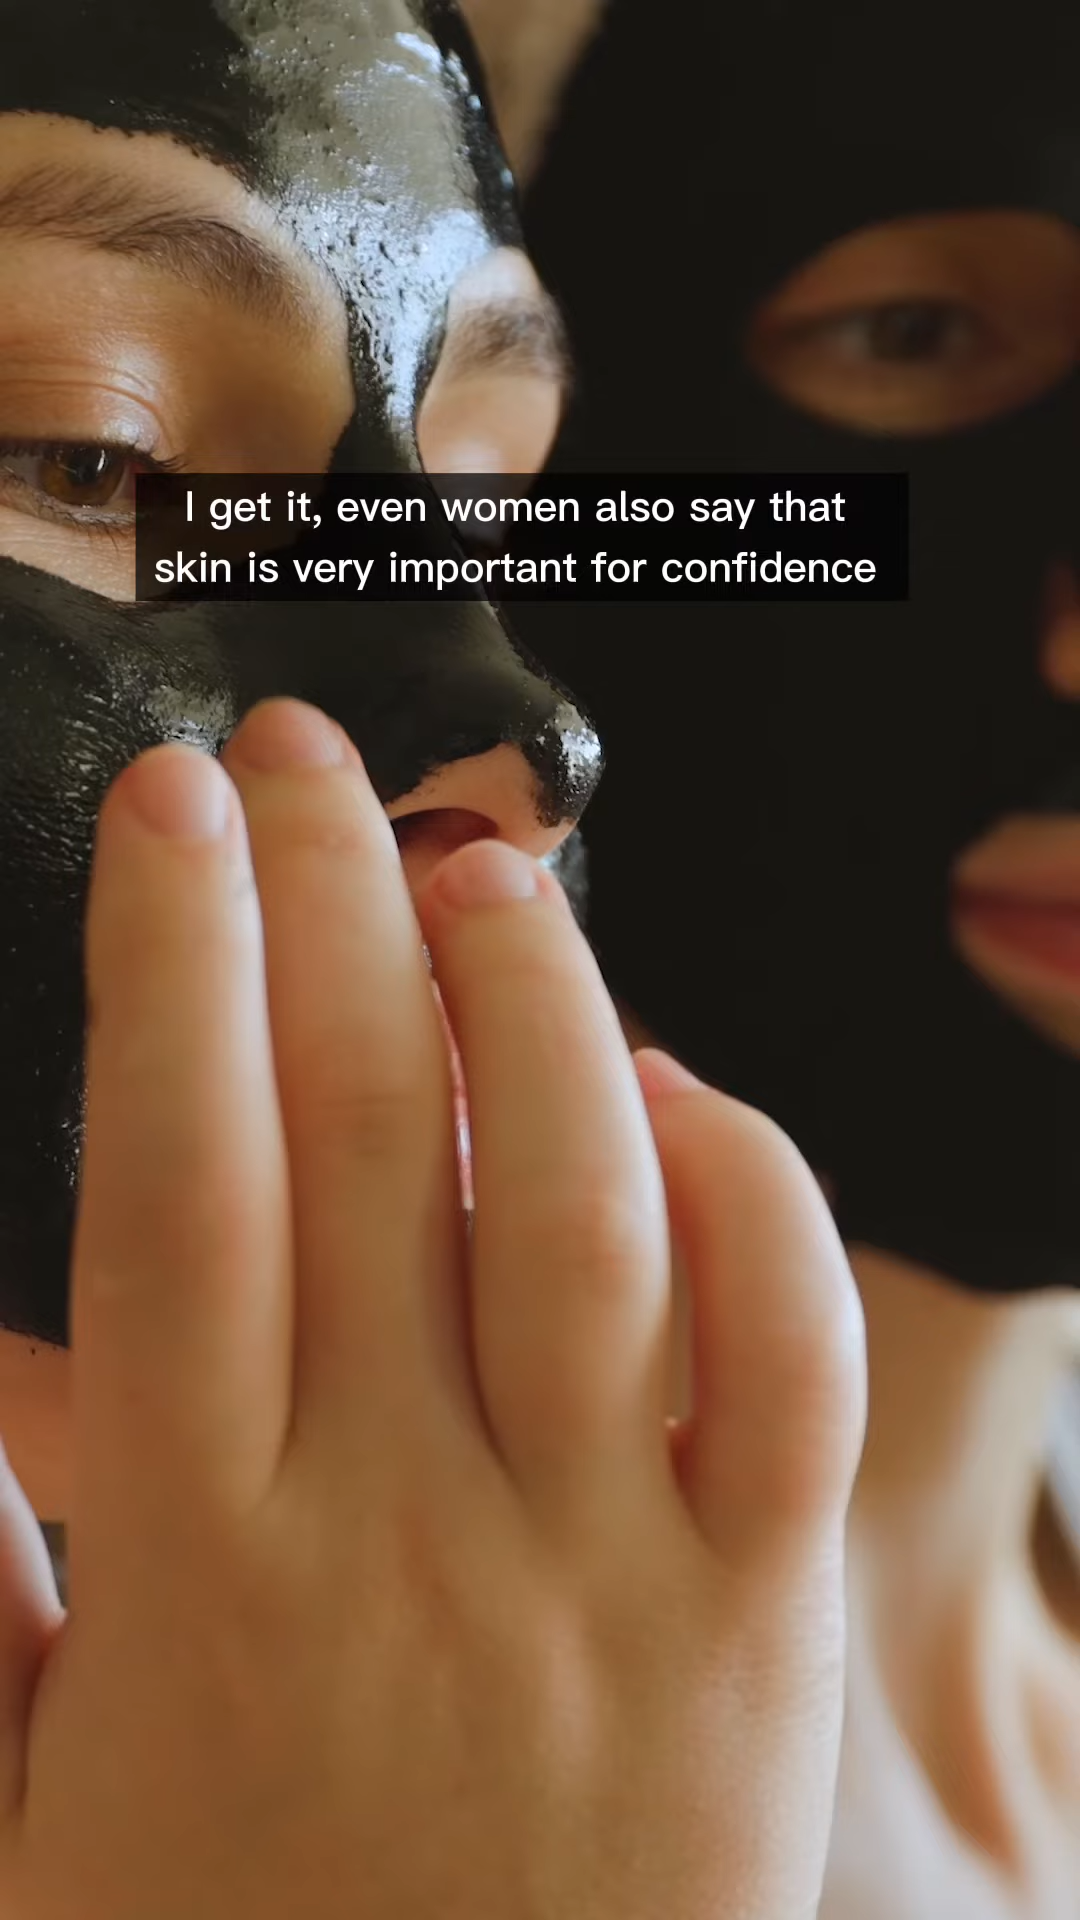 I get it, even women also say that
skin is very important for confidence